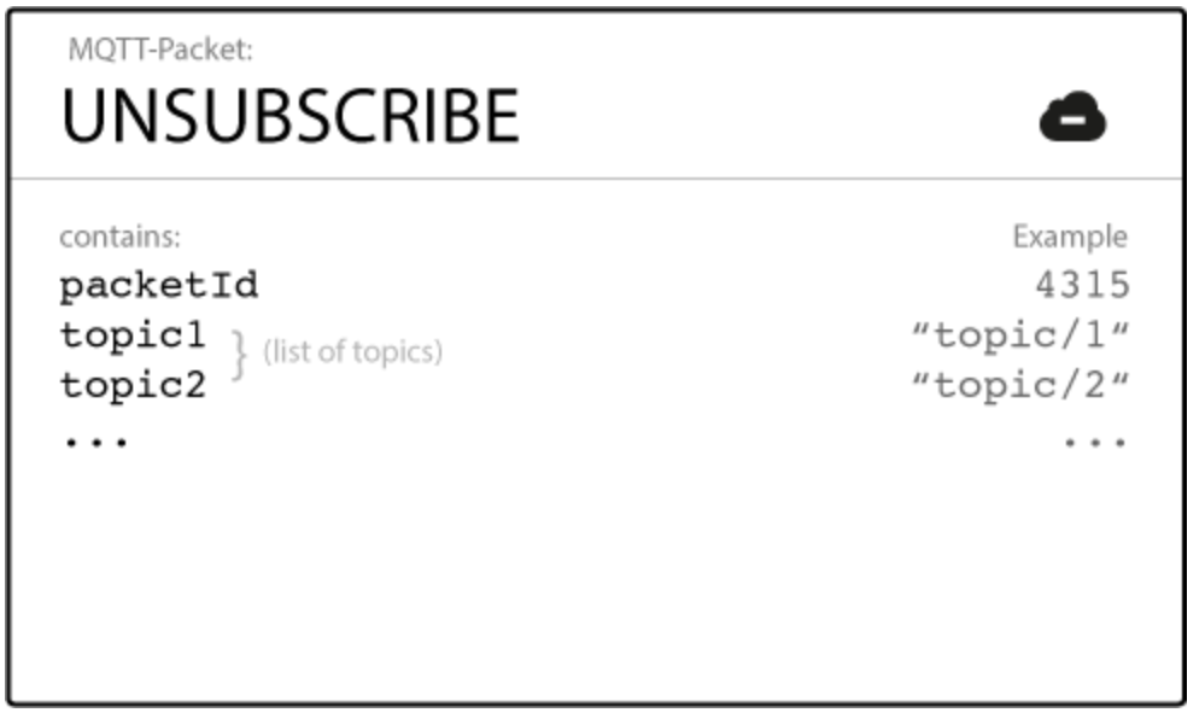 MQTT-Packet:
UNSUBSCRIBE
contains: Example
packetId 4315
topic1 “topic/1“
} (list of topics)
topic2 “topic/2“
... ...